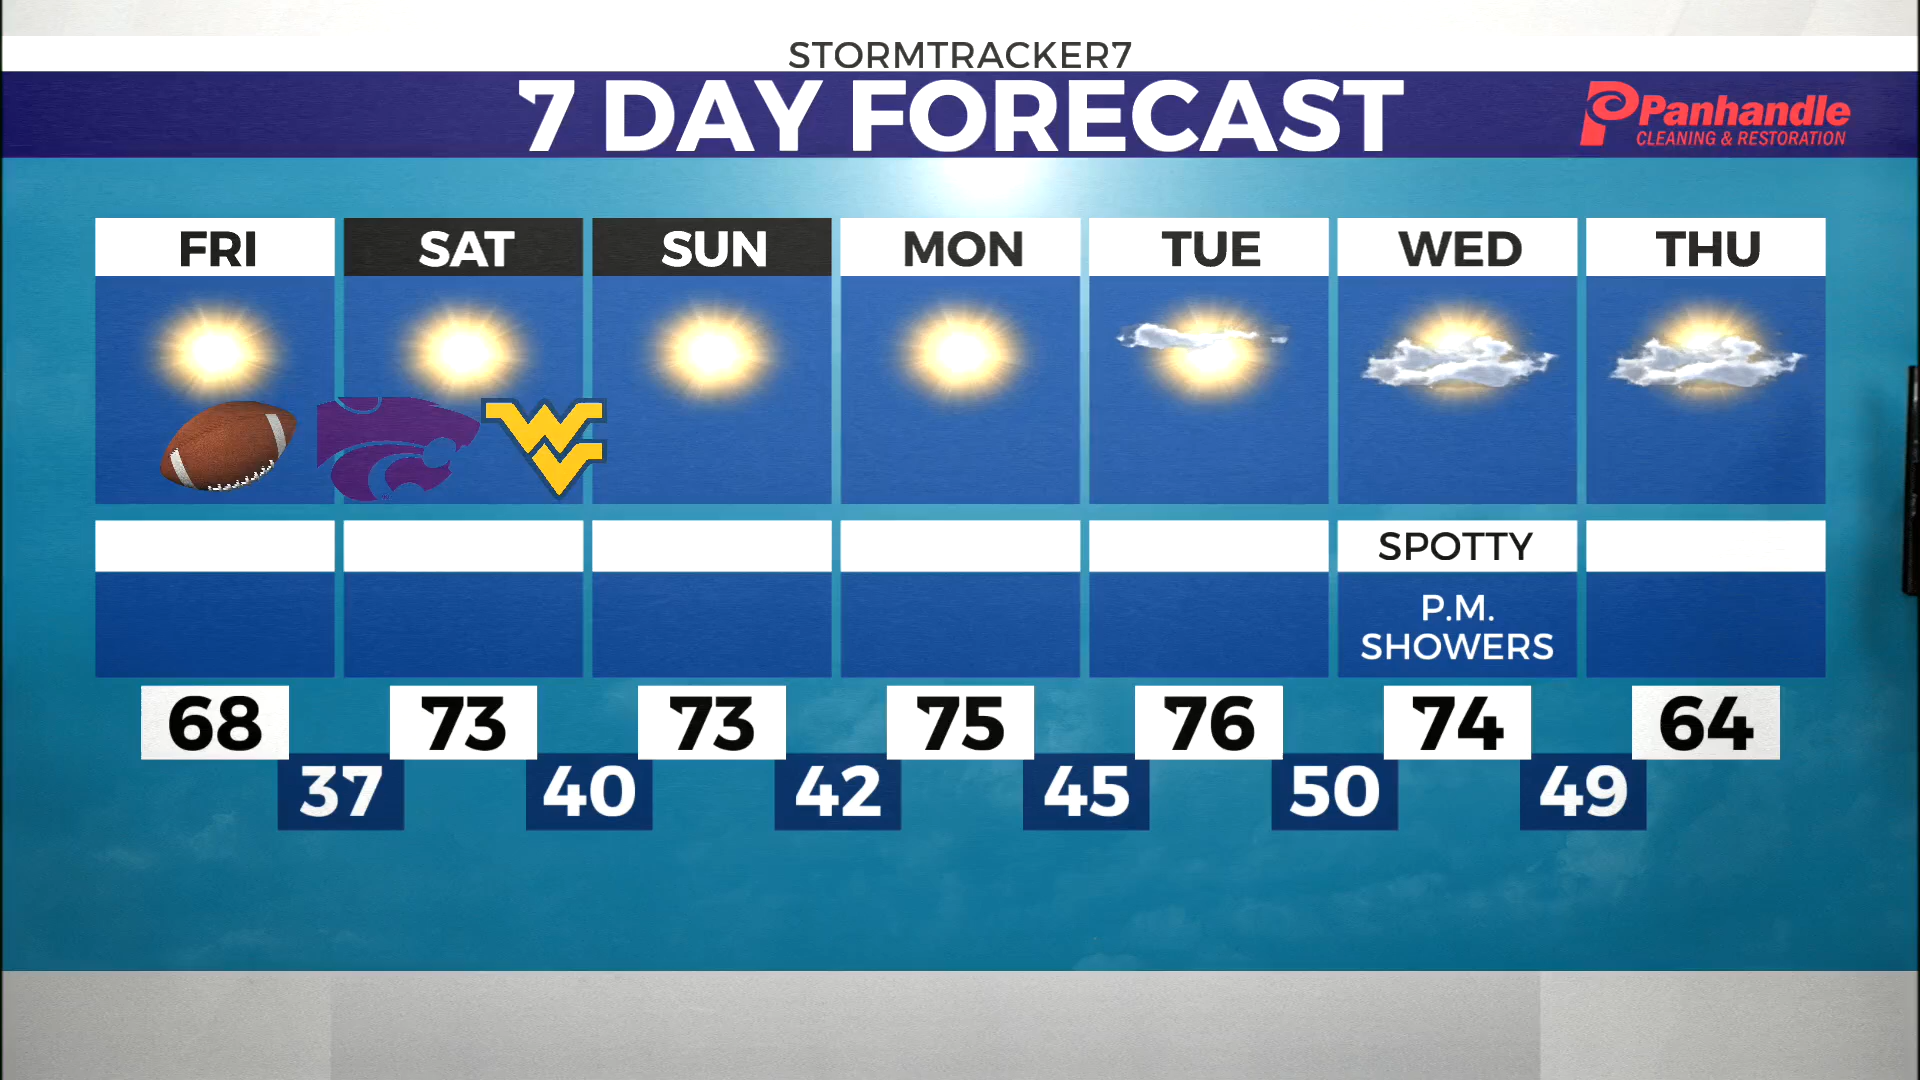 STORMTRACKER7
7 DAY FORECAST
Panhandle
CLEANING & RESTORATION
FRI SAT SUN MON TUE WED THU
WV
SPOTTY
P.M.
SHOWERS
68 73 73 75 76 74 64
37 40 42 45 50 49